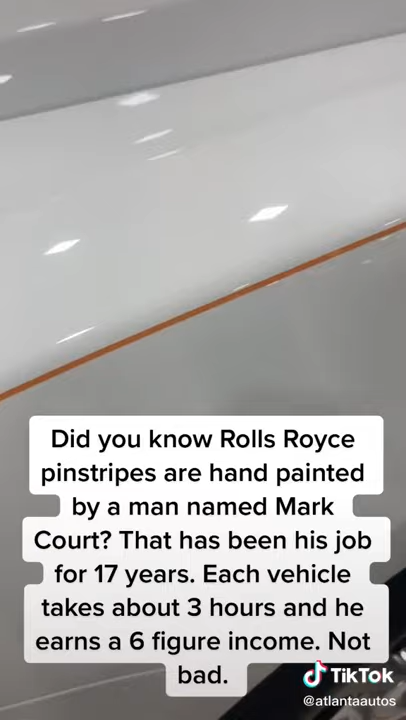 Did you know Rolls Royce
pinstripes are hand painted
by a man named Mark
Court? That has been his job
for 17 years. Each vehicle
takes about 3 hours and he
earns a 6 figure income. Not
bad.
TikTok
@atlantaautos